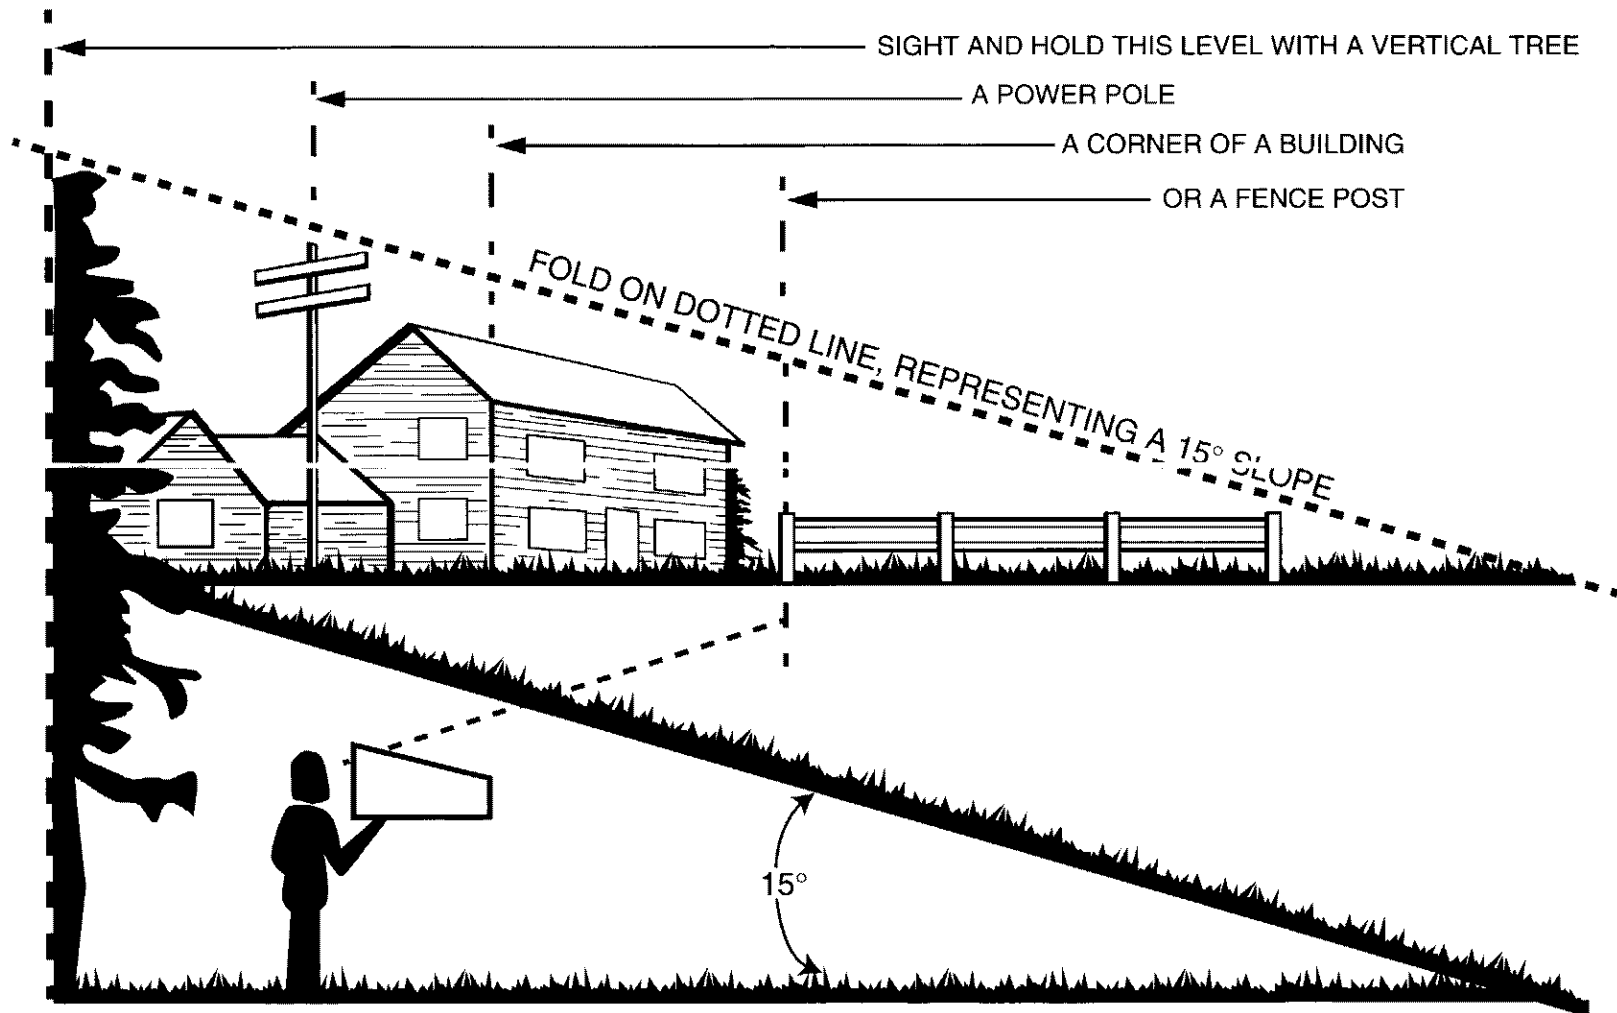 SIGHT AND HOLD THIS LEVEL WITH A VERTICAL TREE
A POWER POLE
A CORNER OF A BUILDING
OR A FENCE POST
FOLD ON DOTTED LINE, REPRESENTING A 15° SLOPE
15°